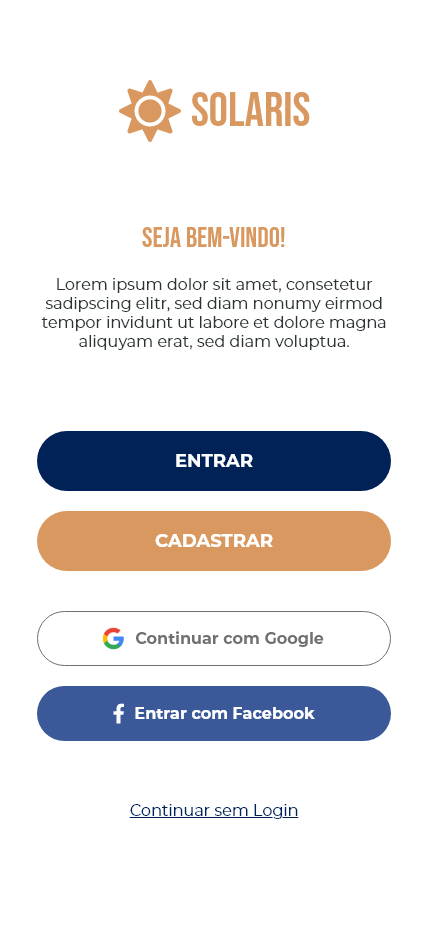 SOLARIS
SEJA BEM-VINDO!
Lorem ipsum dolor sit amet, consetetur
sadipscing elitr, sed diam nonumy eirmod
tempor invidunt ut labore et dolore magna
aliquyam erat, sed diam voluptua.
ENTRAR
CADASTRAR
Continuar com Google
Entrar com Facebook
Continuar sem Login